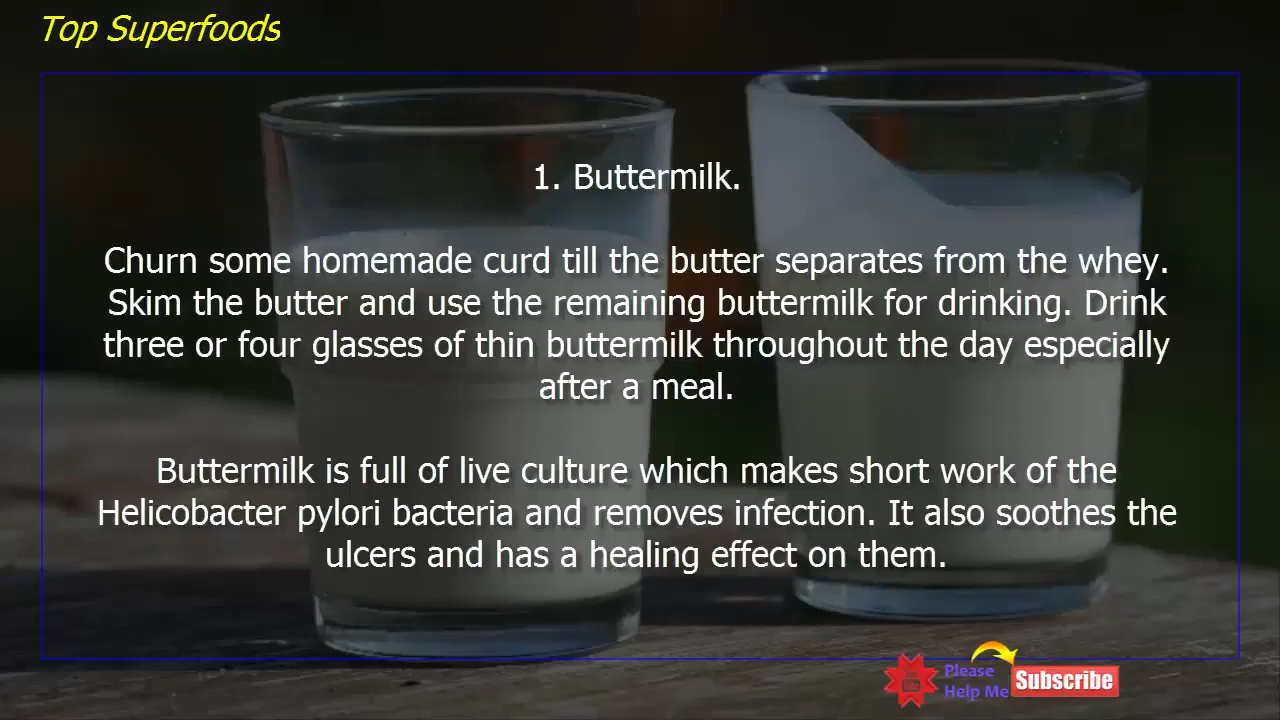 Top Superfoods
1. Buttermilk.
Churn some homemade curd till the butter separates from the whey.
Skim the butter and use the remaining buttermilk for drinking. Drink
three or four glasses of thin buttermilk throughout the day especially
after a meal.
Buttermilk is full of live culture which makes short work of the
Helicobacter pylori bacteria and removes infection. It also soothes the
ulcers and has a healing effect on them.
Please
Help Me
Subscribe